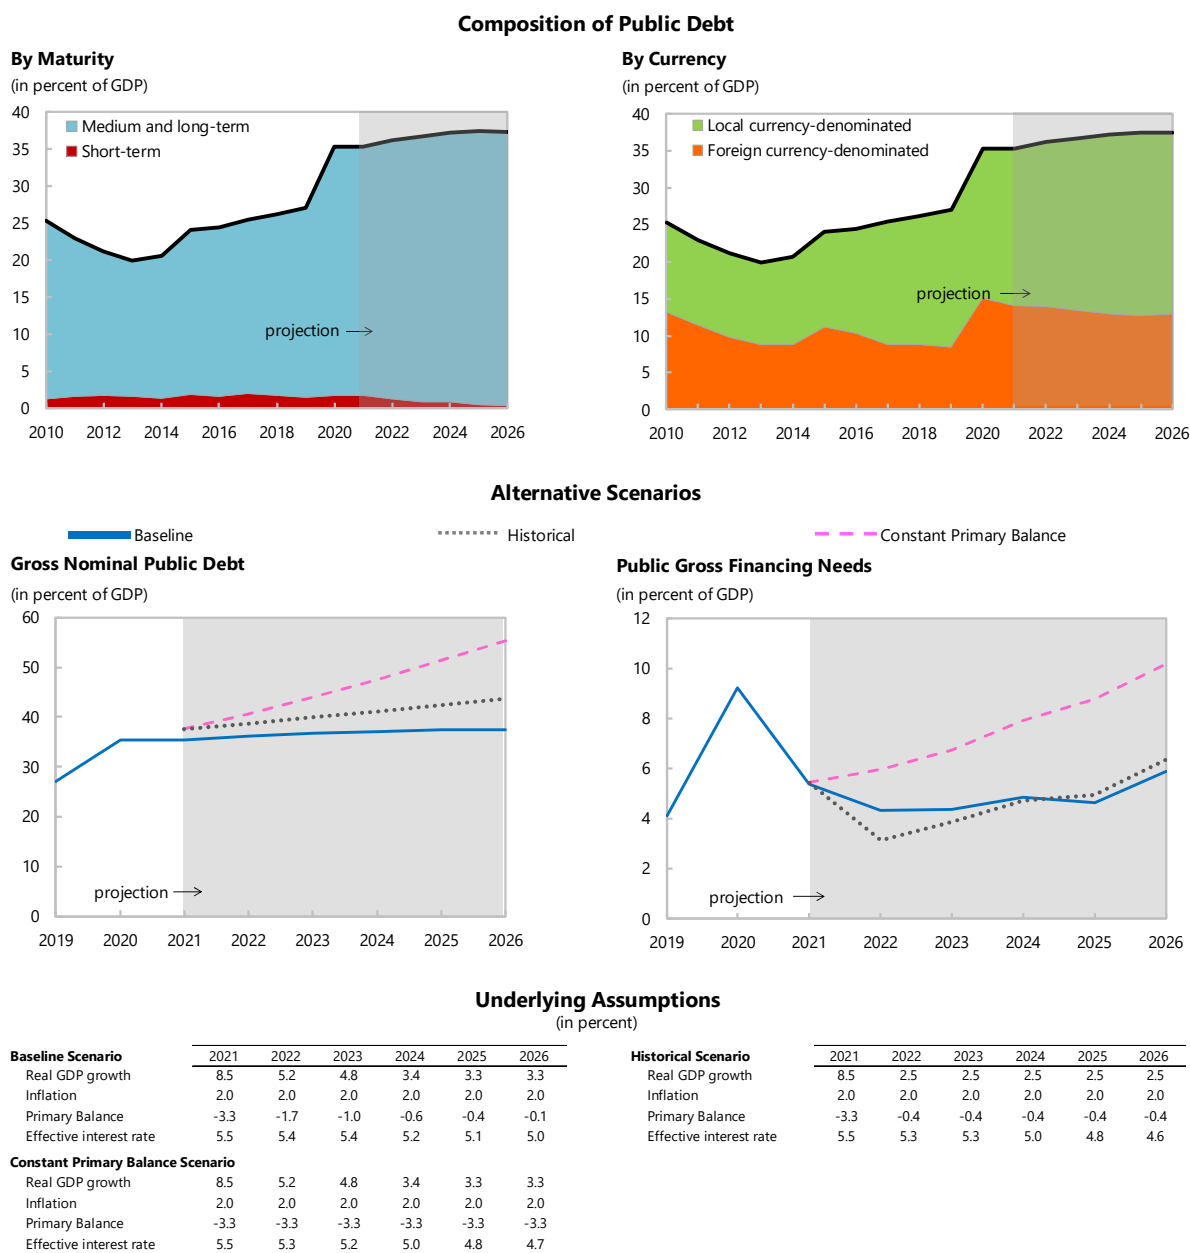 Composition of Public Debt
By Maturity
(in percent of GDP)
40
35
30
25
20
15
10
5
0
Medium and long-term
Short-term
projection
2010 2012 2014 2016 2018 2020 2022 2024 2026
By Currency
(in percent of GDP)
40
35
30
25
20
15
10
5
0
Local currency-denominated
Foreign currency-denominated
projection
2010 2012 2014 2016 2018 2020 2022 2024 2026
Alternative Scenarios
Baseline Historical Constant Primary Balance
Gross Nominal Public Debt
(in percent of GDP)
60
50
40
30
20
10
0
projection
2019 2020 2021 2022 2023 2024 2025 2026
Public Gross Financing Needs
(in percent of GDP)
12
10
8
6
4
2
0
projection
2019 2020 2021 2022 2023 2024 2025 2026
Underlying Assumptions
(in percent)
Baseline Scenario 2021 2022 2023 2024 2025 2026
Real GDP growth 8.5 5.2 4.8 3.4 3.3 3.3
Inflation 2.0 2.0 2.0 2.0 2.0 2.0
Primary Balance -3.3 -1.7 -1.0 -0.6 -0.4 -0.1
Effective interest rate 5.5 5.4 5.4 5.2 5.1 5.0
Constant Primary Balance Scenario
Real GDP growth 8.5 5.2 4.8 3.4 3.3 3.3
Inflation 2.0 2.0 2.0 2.0 2.0 2.0
Primary Balance -3.3 -3.3 -3.3 -3.3 -3.3 -3.3
Effective interest rate 5.5 5.3 5.2 5.0 4.8 4.7
Historical Scenario 2021 2022 2023 2024 2025 2026
Real GDP growth 8.5 2.5 2.5 2.5 2.5 2.5
Inflation 2.0 2.0 2.0 2.0 2.0 2.0
Primary Balance -3.3 -0.4 -0.4 -0.4 -0.4 -0.4
Effective interest rate 5.5 5.3 5.3 5.0 4.8 4.6